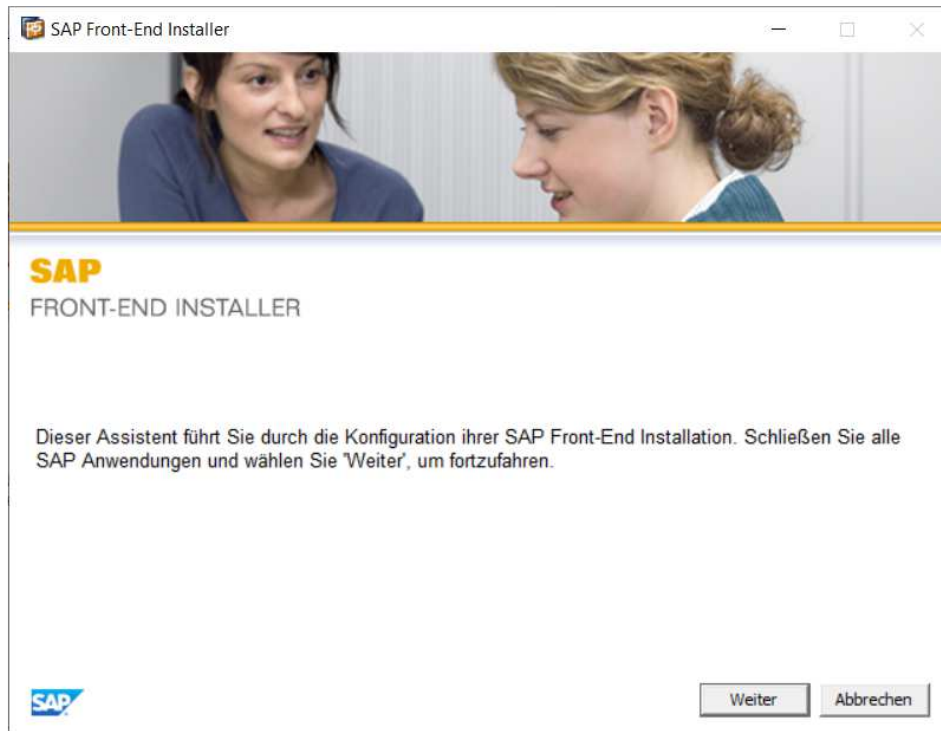 SAP Front-End Installer
SAP
FRONT-END INSTALLER
Dieser Assistent führt Sie durch die Konfiguration ihrer SAP Front-End Installation. Schließen Sie alle
SAP Anwendungen und wählen Sie 'Weiter', um fortzufahren.
SAP
Weiter
Abbrechen